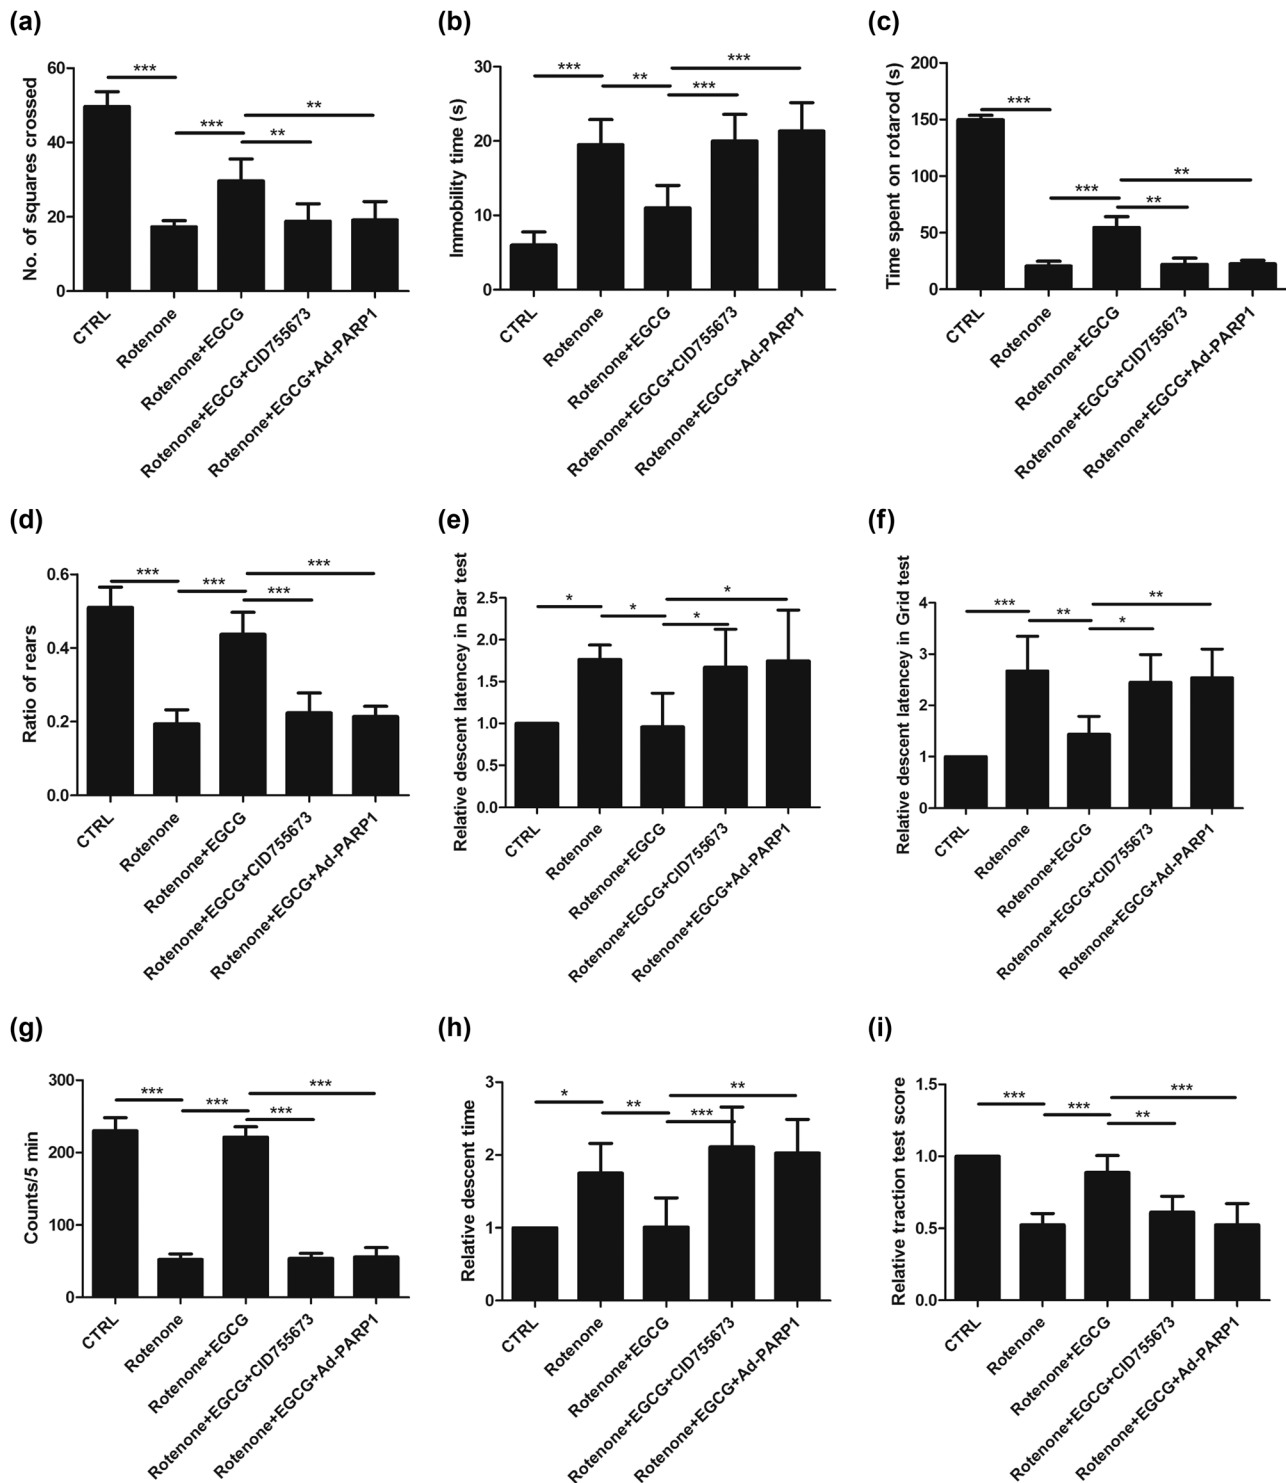 (a)
No. of squares crossed
60
40
20
0
***
***
**
**
CTRL
Rotenone
Rotenone+EGCG
Rotenone+EGCG+CID755673
Rotenone+EGCG+Ad-PARP1
(b)
Immobility time (s)
30
20
10
0
***
**
***
***
CTRL
Rotenone
Rotenone+EGCG
Rotenone+EGCG+CID755673
Rotenone+EGCG+Ad-PARP1
(c)
Time spent on rotarod (s)
200
150
100
50
0
***
***
**
**
CTRL
Rotenone
Rotenone+EGCG
Rotenone+EGCG+CID755673
Rotenone+EGCG+Ad-PARP1
(d)
Ratio of rears
0.6
0.4
0.2
0.0
***
***
***
***
CTRL
Rotenone
Rotenone+EGCG
Rotenone+EGCG+CID755673
Rotenone+EGCG+Ad-PARP1
(e)
Relative descent latencey in Bar test
2.5
2.0
1.5
1.0
0.5
0.0
*
*
*
*
CTRL
Rotenone
Rotenone+EGCG
Rotenone+EGCG+CID755673
Rotenone+EGCG+Ad-PARP1
(f)
Relative descent latencey in Grid test
4
3
2
1
0
***
**
**
*
CTRL
Rotenone
Rotenone+EGCG
Rotenone+EGCG+CID755673
Rotenone+EGCG+Ad-PARP1
(g)
Counts/5 min
300
200
100
0
***
***
***
***
CTRL
Rotenone
Rotenone+EGCG
Rotenone+EGCG+CID755673
Rotenone+EGCG+Ad-PARP1
(h)
Relative descent time
3
2
1
0
*
**
**
***
CTRL
Rotenone
Rotenone+EGCG
Rotenone+EGCG+CID755673
Rotenone+EGCG+Ad-PARP1
(i)
Relative traction test score
1.5
1.0
0.5
0.0
***
***
***
**
CTRL
Rotenone
Rotenone+EGCG
Rotenone+EGCG+CID755673
Rotenone+EGCG+Ad-PARP1